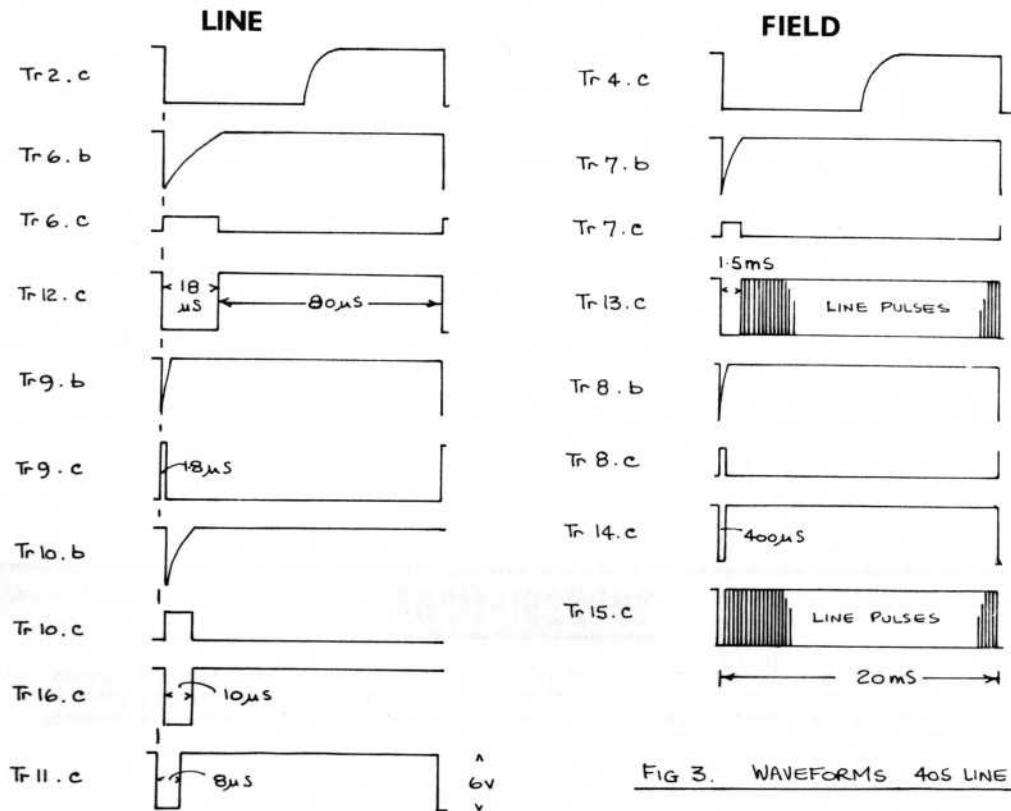 LINE
Tr 2.c
Tr 6.b
Tr 6.c
Tr 12.c
18 µS
80µS
Tr 9.b
Tr 9.c
1.8µS
Tr 10.b
Tr 10.c
Tr 16.c
10µS
Tr 11.c
8µS
6V
FIELD
Tr 4.c
Tr 7.b
Tr 7.c
1.5mS
Tr 13.c
LINE PULSES
Tr 8.b
Tr 8.c
Tr 14.c
400µS
Tr 15.c
LINE PULSES
20mS
FIG 3. WAVEFORMS 405 LINE